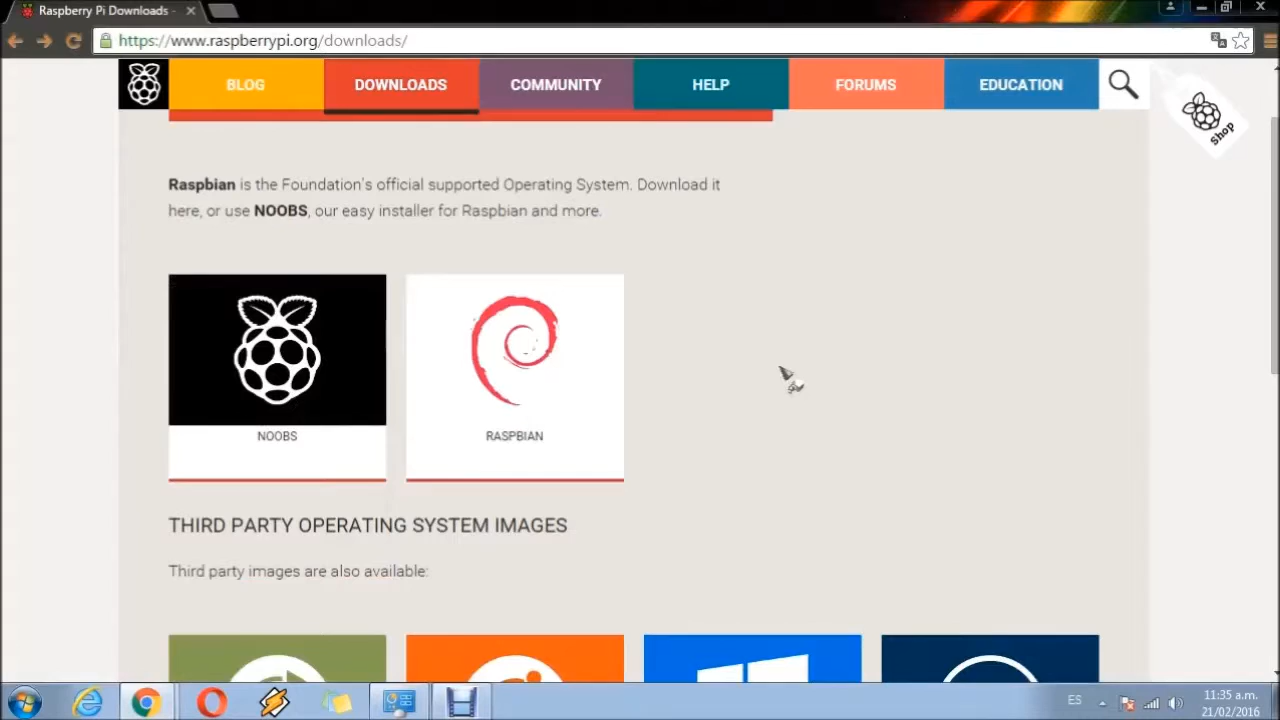 Raspberry Pi Downloads -
https://www.raspberrypi.org/downloads/
BLOG
DOWNLOADS
COMMUNITY
HELP
FORUMS
EDUCATION
Shop
Raspbian is the Foundation's official supported Operating System. Download it
here, or use NOOBS, our easy installer for Raspbian and more.
NOOBS
RASPBIAN
THIRD PARTY OPERATING SYSTEM IMAGES
Third party images are also available:
ES
11:35 a.m.
21/02/2016